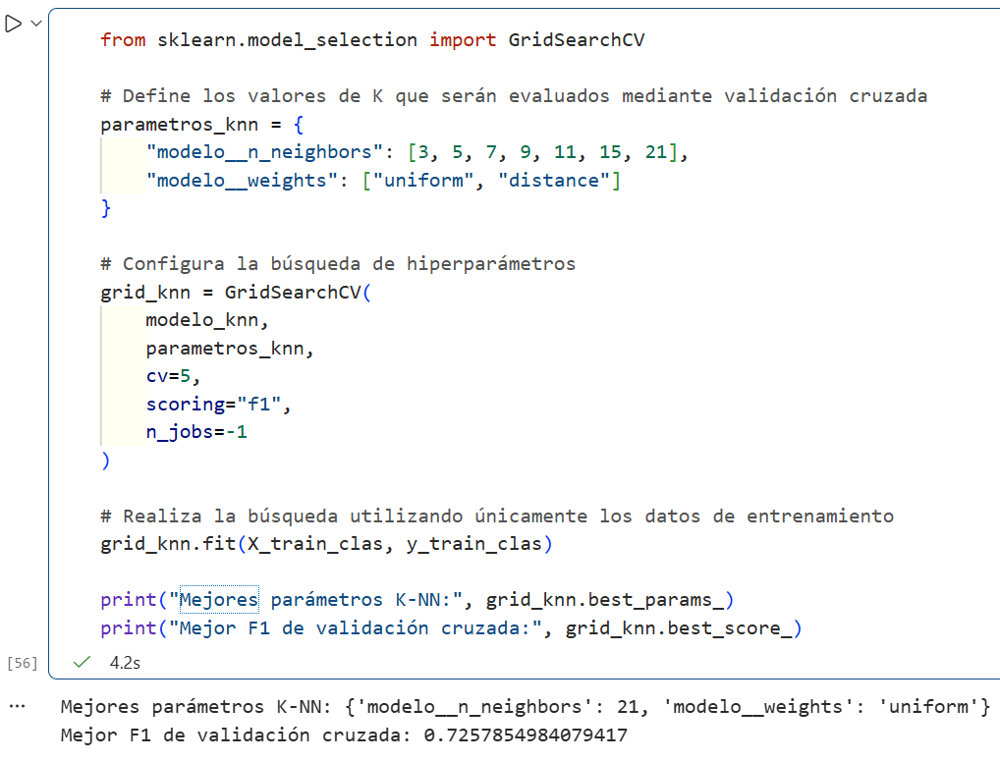 from sklearn.model_selection import GridSearchCV
# Define los valores de K que serán evaluados mediante validación cruzada
parametros_knn = {
    "modelo__n_neighbors": [3, 5, 7, 9, 11, 15, 21],
    "modelo__weights": ["uniform", "distance"]
}
# Configura la búsqueda de hiperparámetros
grid_knn = GridSearchCV(
    modelo_knn,
    parametros_knn,
    cv=5,
    scoring="f1",
    n_jobs=-1
)
# Realiza la búsqueda utilizando únicamente los datos de entrenamiento
grid_knn.fit(X_train_clas, y_train_clas)
print("Mejores parámetros K-NN:", grid_knn.best_params_)
print("Mejor F1 de validación cruzada:", grid_knn.best_score_)
[56] 4.2s
Mejores parámetros K-NN: {'modelo__n_neighbors': 21, 'modelo__weights': 'uniform'}
Mejor F1 de validación cruzada: 0.7257854984079417